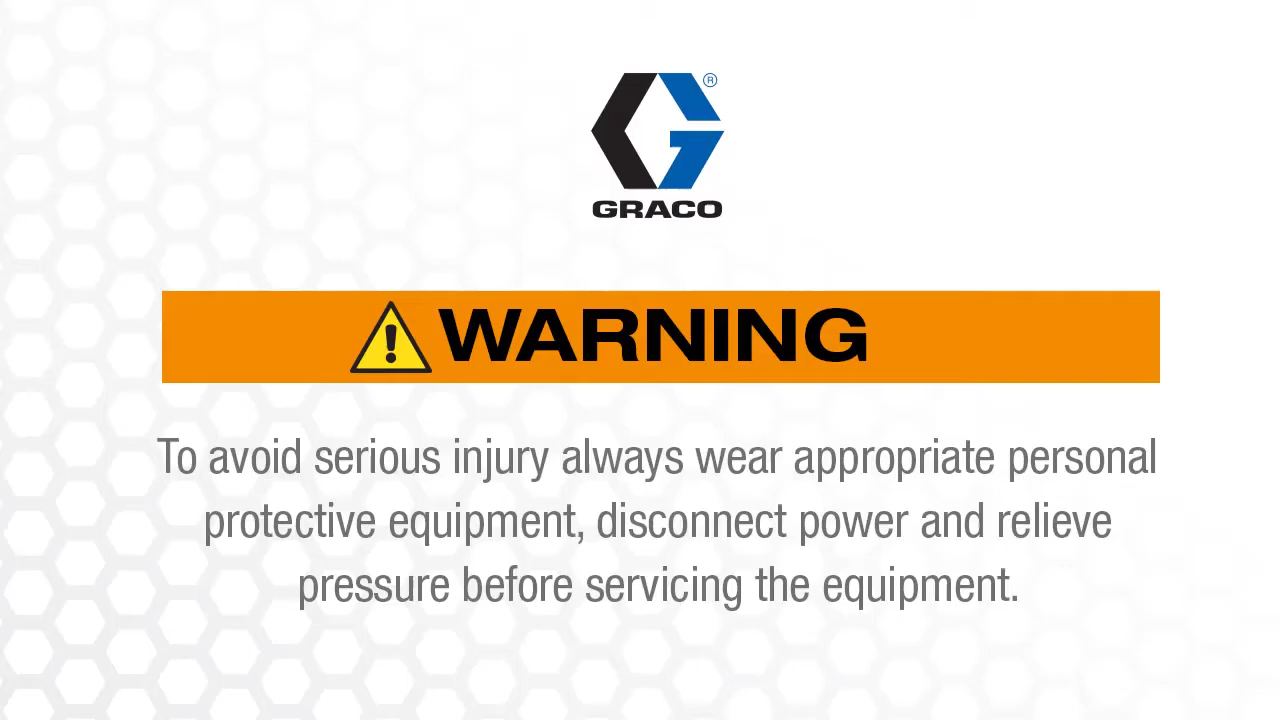 ®
GRACO
WARNING
To avoid serious injury always wear appropriate personal
protective equipment, disconnect power and relieve
pressure before servicing the equipment.